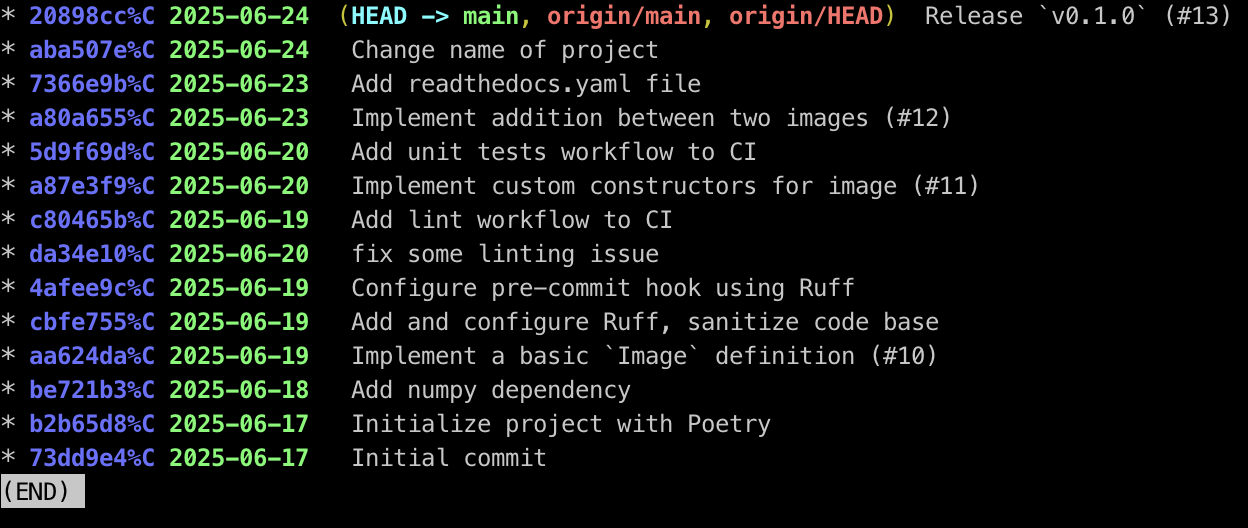 * 20898cc%C 2025-06-24  (HEAD -> main, origin/main, origin/HEAD)  Release `v0.1.0` (#13)
* aba507e%C 2025-06-24   Change name of project
* 7366e9b%C 2025-06-23   Add readthedocs.yaml file
* a80a655%C 2025-06-23   Implement addition between two images (#12)
* 5d9f69d%C 2025-06-20   Add unit tests workflow to CI
* a87e3f9%C 2025-06-20   Implement custom constructors for image (#11)
* c80465b%C 2025-06-19   Add lint workflow to CI
* da34e10%C 2025-06-20   fix some linting issue
* 4afee9c%C 2025-06-19   Configure pre-commit hook using Ruff
* cbfe755%C 2025-06-19   Add and configure Ruff, sanitize code base
* aa624da%C 2025-06-19   Implement a basic `Image` definition (#10)
* be721b3%C 2025-06-18   Add numpy dependency
* b2b65d8%C 2025-06-17   Initialize project with Poetry
* 73dd9e4%C 2025-06-17   Initial commit
(END)